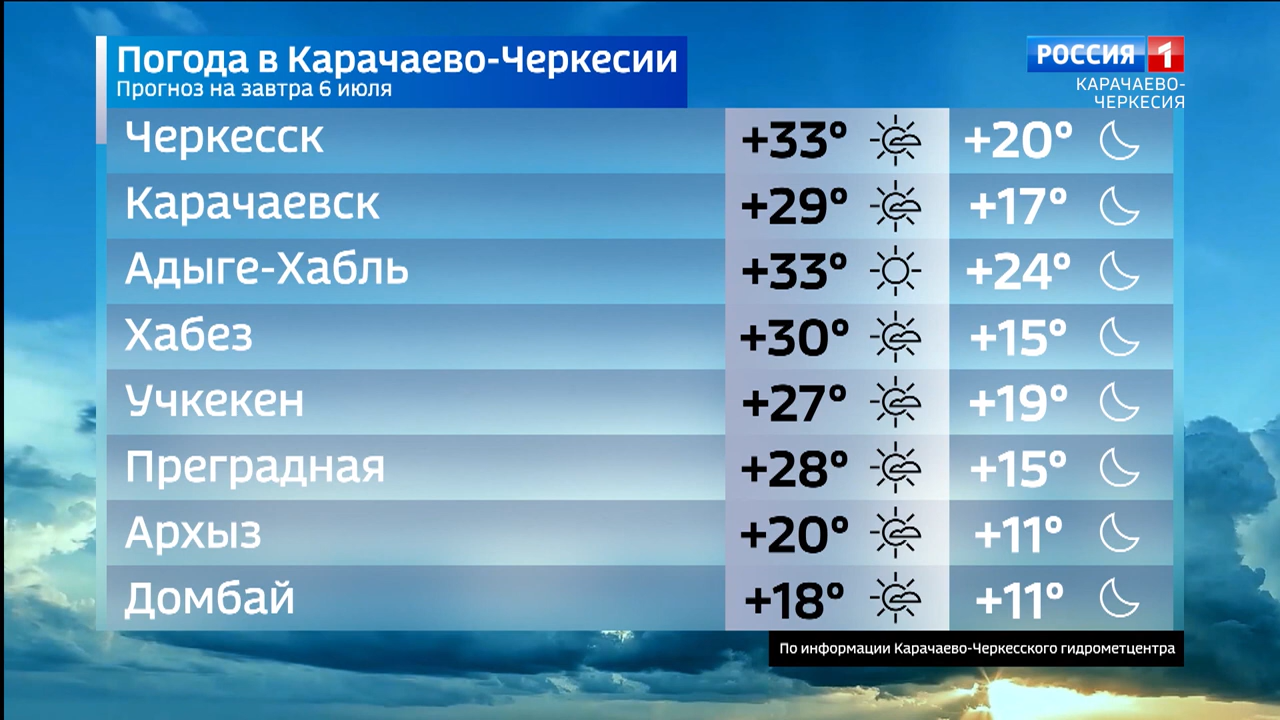 Погода в Карачаево-Черкесии
Прогноз на завтра 6 июля
РОССИЯ 1
КАРАЧАЕВО-
ЧЕРКЕСИЯ
Черкесск +33° +20°
Карачаевск +29° +17°
Адыге-Хабль +33° +24°
Хабез +30° +15°
Учкекен +27° +19°
Преградная +28° +15°
Архыз +20° +11°
Домбай +18° +11°
По информации Карачаево-Черкесского гидрометцентра